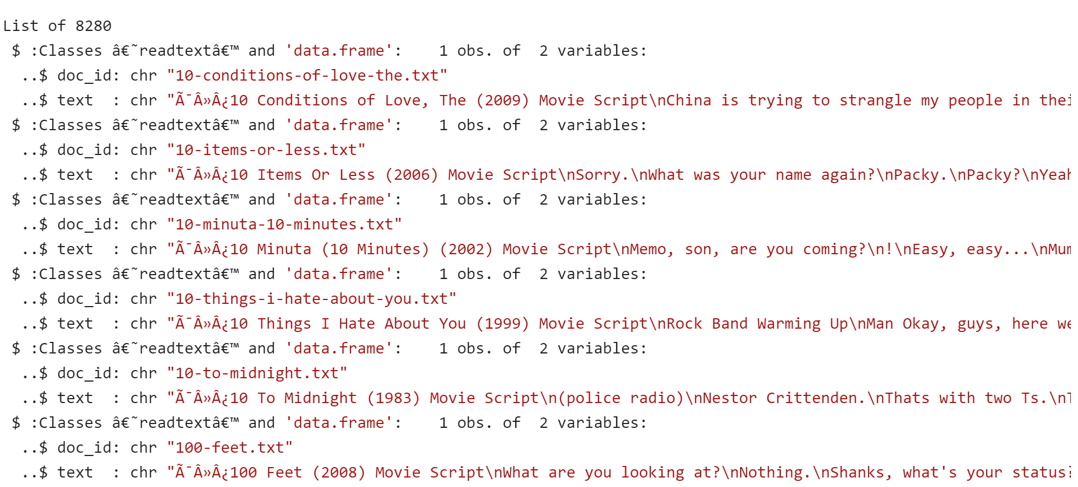 List of 8280
$ :Classes â€˜readtextâ€™ and 'data.frame': 1 obs. of 2 variables:
..$ doc_id: chr "10-conditions-of-love-the.txt"
..$ text : chr "Ã¯Â»Â¿10 Conditions of Love, The (2009) Movie Script\nChina is trying to strangle my people in thei
$ :Classes â€˜readtextâ€™ and 'data.frame': 1 obs. of 2 variables:
..$ doc_id: chr "10-items-or-less.txt"
..$ text : chr "Ã¯Â»Â¿10 Items Or Less (2006) Movie Script\nSorry.\nWhat was your name again?\nPacky.\nPacky?\nYeah
$ :Classes â€˜readtextâ€™ and 'data.frame': 1 obs. of 2 variables:
..$ doc_id: chr "10-minuta-10-minutes.txt"
..$ text : chr "Ã¯Â»Â¿10 Minuta (10 Minutes) (2002) Movie Script\nMemo, son, are you coming?\n!\nEasy, easy...\nMum
$ :Classes â€˜readtextâ€™ and 'data.frame': 1 obs. of 2 variables:
..$ doc_id: chr "10-things-i-hate-about-you.txt"
..$ text : chr "Ã¯Â»Â¿10 Things I Hate About You (1999) Movie Script\nRock Band Warming Up\nMan Okay, guys, here we
$ :Classes â€˜readtextâ€™ and 'data.frame': 1 obs. of 2 variables:
..$ doc_id: chr "10-to-midnight.txt"
..$ text : chr "Ã¯Â»Â¿10 To Midnight (1983) Movie Script\n(police radio)\nNestor Crittenden.\nThats with two Ts.\nT
$ :Classes â€˜readtextâ€™ and 'data.frame': 1 obs. of 2 variables:
..$ doc_id: chr "100-feet.txt"
..$ text : chr "Ã¯Â»Â¿100 Feet (2008) Movie Script\nWhat are you looking at?\nNothing.\nShanks, what's your status?